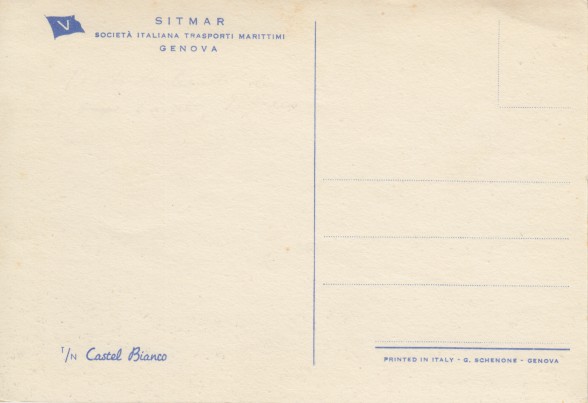 V
SITMAR
SOCIETÀ ITALIANA TRASPORTI MARITTIMI
GENOVA
T/N Castel Bianco
PRINTED IN ITALY - G. SCHENONE - GENOVA